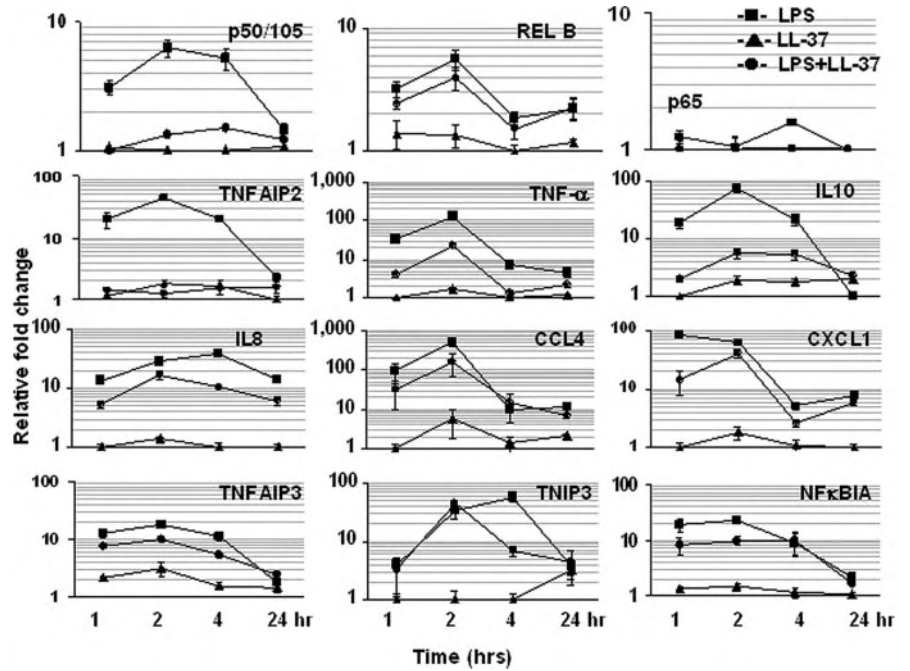 10 p50/105 1
10 REL B 1
10 p65 1
LPS
LL-37
LPS+LL-37
100 TNFAIP2 10 1
1,000 TNF-α 100 10 1
100 IL10 10 1
100 IL8 10 1
1,000 CCL4 100 10 1
100 CXCL1 10 1
100 TNFAIP3 10 1
100 TNIP3 10 1
100 NFκBIA 10 1
Relative fold change
1 2 4 24 hr
1 2 4 24 hr
1 2 4 24 hr
Time (hrs)